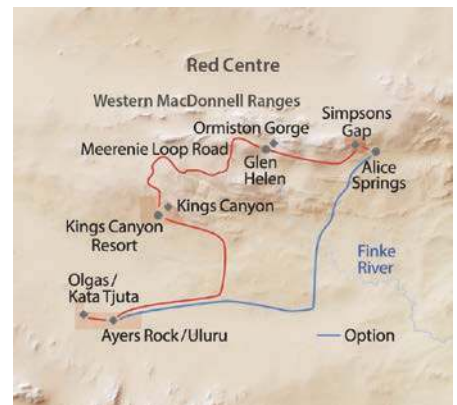 Red Centre
Western MacDonnell Ranges
Simpsons
Gap
Ormiston Gorge
Meerenie Loop Road
Glen
Helen
Alice
Springs
Kings Canyon
Kings Canyon
Resort
Finke
River
Olgas /
Kata Tjuta
Ayers Rock / Uluru
Option